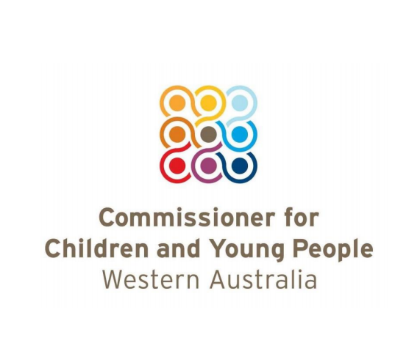 Commissioner for
Children and Young People
Western Australia